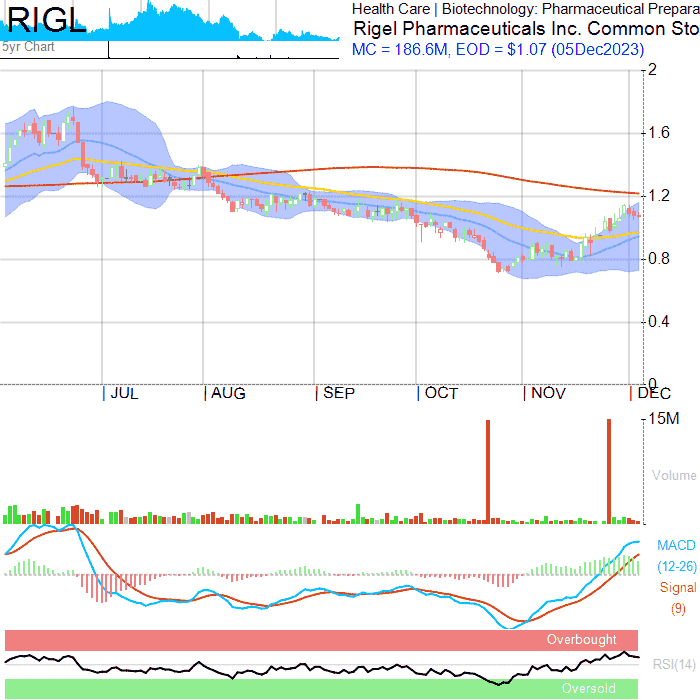 RIGL
5yr Chart
Health Care | Biotechnology: Pharmaceutical Prepara
Rigel Pharmaceuticals Inc. Common Sto
MC = 186.6M, EOD = $1.07 (05Dec2023)
2
1.6
1.2
0.8
0.4
0
JUL AUG SEP OCT NOV DEC
15M
Volume
MACD
(12-26)
Signal
(9)
Overbought
RSI(14)
Oversold